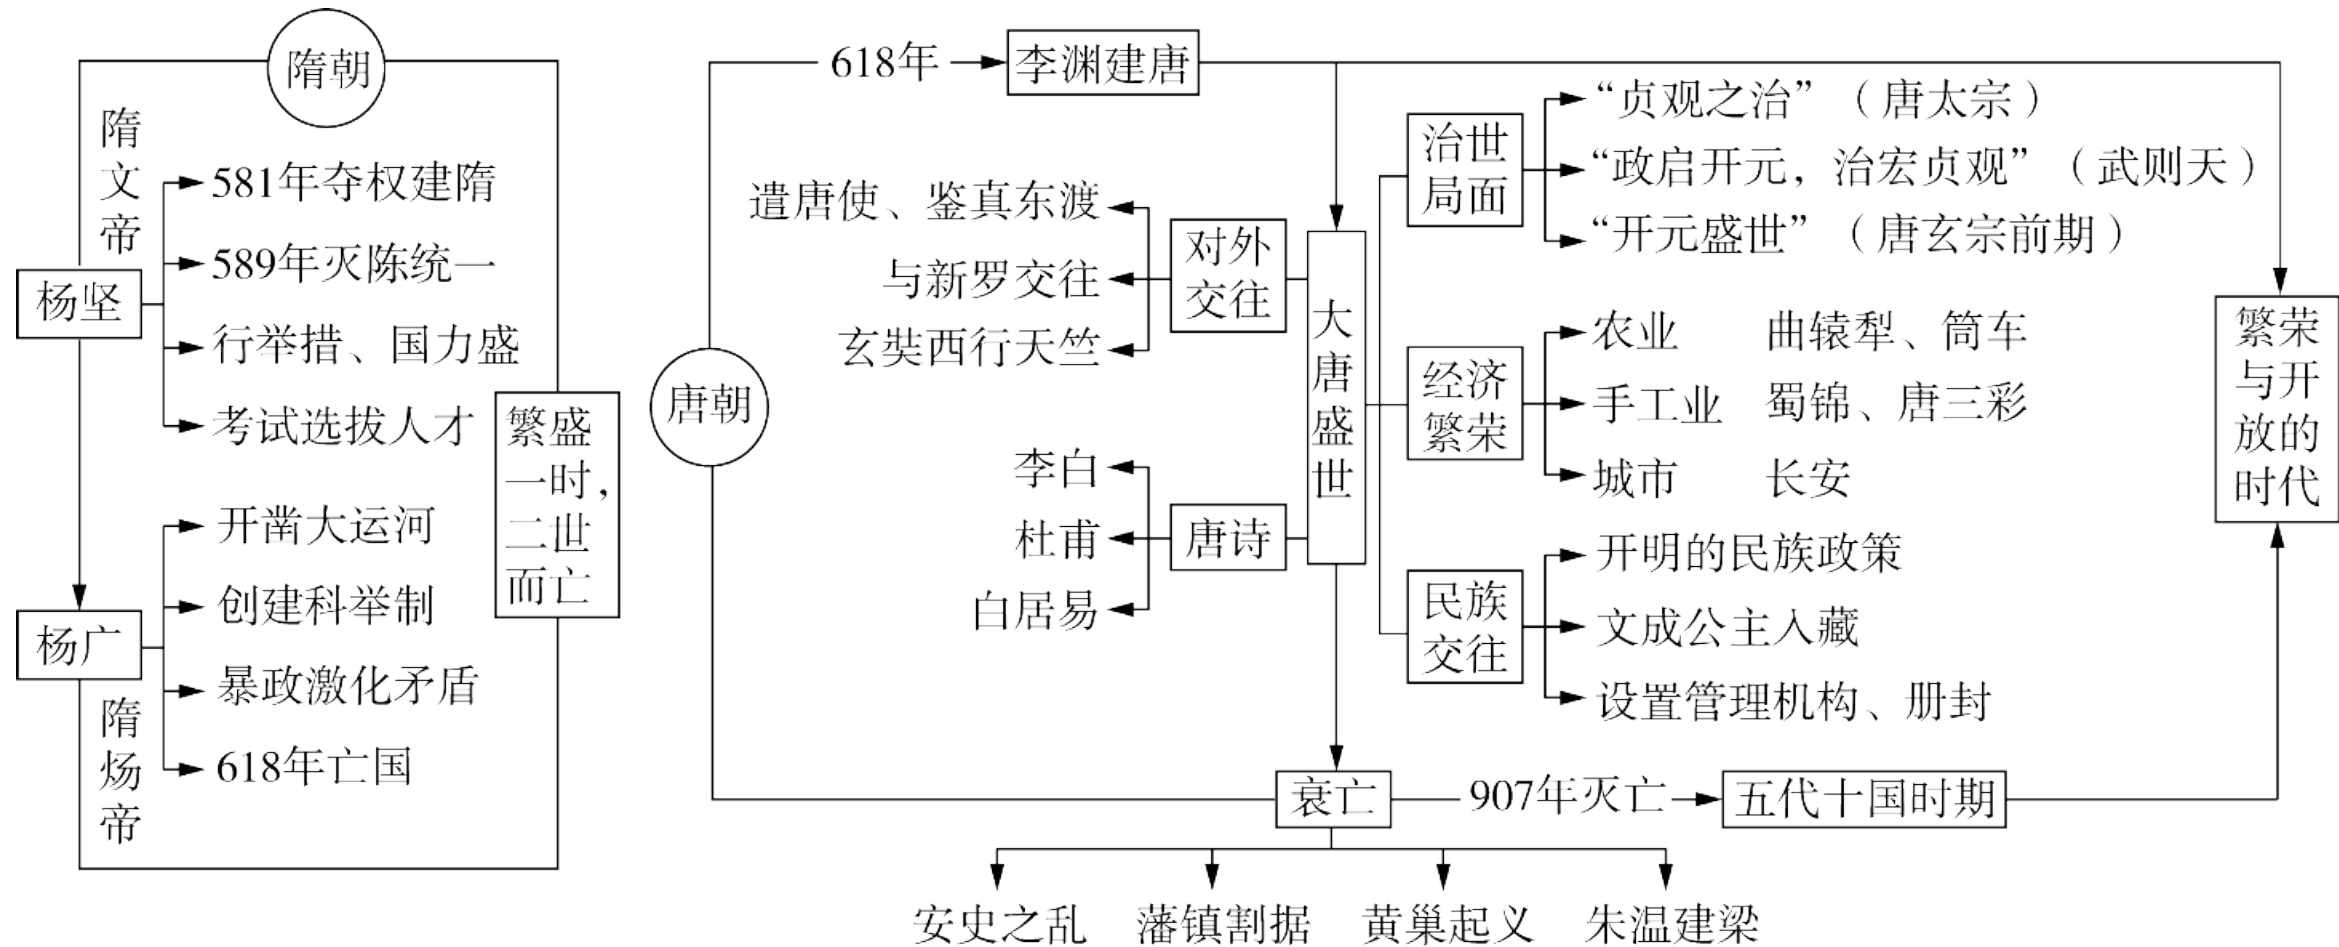 隋朝
隋文帝
581年夺权建隋
589年灭陈统一
杨坚
行举措、国力盛
考试选拔人才
繁盛
一时，
二世
而亡
开凿大运河
创建科举制
杨广
暴政激化矛盾
隋炀帝
618年亡国
唐朝
618年
李渊建唐
大唐盛世
对外
交往
遣唐使、鉴真东渡
与新罗交往
玄奘西行天竺
唐诗
李白
杜甫
白居易
治世
局面
“贞观之治”（唐太宗）
“政启开元，治宏贞观”（武则天）
“开元盛世”（唐玄宗前期）
经济
繁荣
农业 曲辕犁、筒车
手工业 蜀锦、唐三彩
城市 长安
民族
交往
开明的民族政策
文成公主入藏
设置管理机构、册封
繁荣
与开
放的
时代
衰亡
907年灭亡
五代十国时期
安史之乱
藩镇割据
黄巢起义
朱温建梁